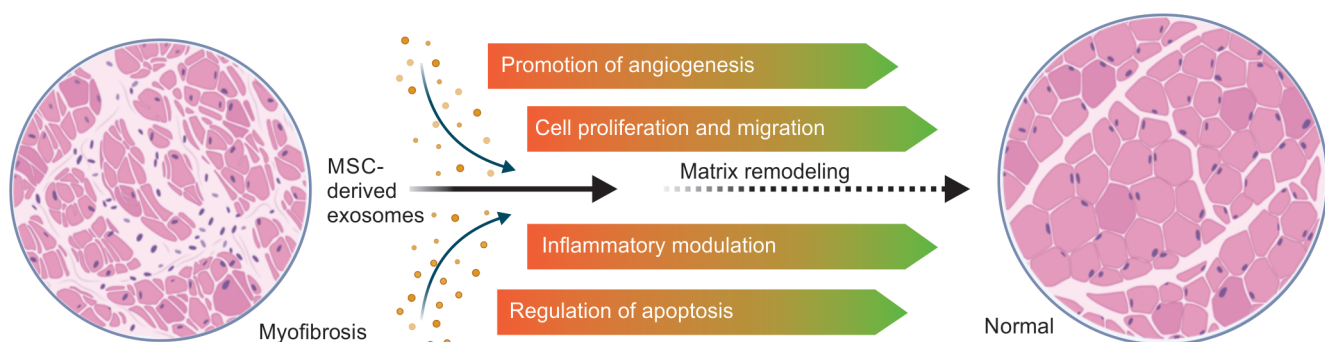 Promotion of angiogenesis
Cell proliferation and migration
MSC-
derived
exosomes
Matrix remodeling
Inflammatory modulation
Regulation of apoptosis
Myofibrosis
Normal